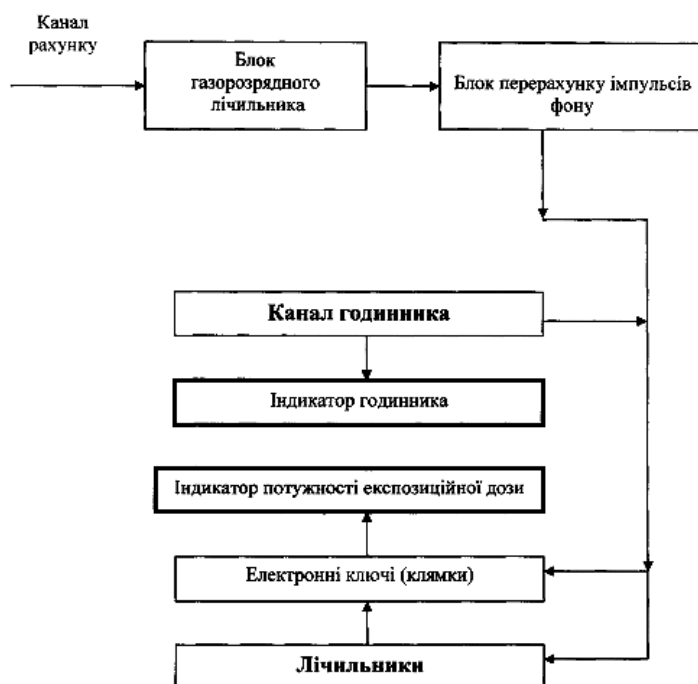 Канал
рахунку
Блок
газорозрядного
лічильника
Блок перерахунку імпульсів
фону
Канал годинника
Індикатор годинника
Індикатор потужності експозиційної дози
Електронні ключі (клямки)
Лічильники